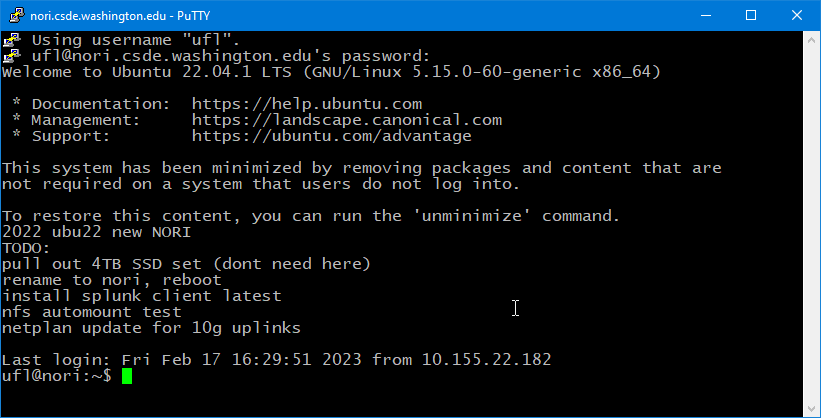 nori.csde.washington.edu - PuTTY
Using username "ufl".
ufl@nori.csde.washington.edu's password:
Welcome to Ubuntu 22.04.1 LTS (GNU/Linux 5.15.0-60-generic x86_64)
* Documentation:  https://help.ubuntu.com
* Management:     https://landscape.canonical.com
* Support:        https://ubuntu.com/advantage
This system has been minimized by removing packages and content that are
not required on a system that users do not log into.
To restore this content, you can run the 'unminimize' command.
2022 ubu22 new NORI
TODO:
pull out 4TB SSD set (dont need here)
rename to nori, reboot
install splunk client latest
nfs automount test
netplan update for 10g uplinks
Last login: Fri Feb 17 16:29:51 2023 from 10.155.22.182
ufl@nori:~$